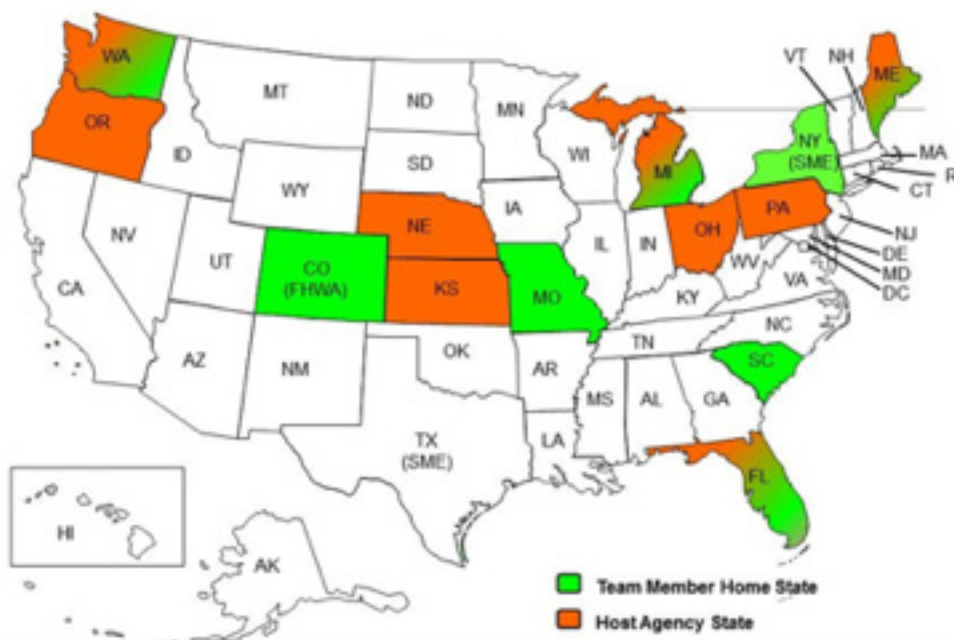 WA
MT
ND
MN
VT
NH
ME
OR
ID
SD
WI
MI
NY
(SME)
MA
R
CT
WY
IA
NE
PA
NJ
DE
MD
DC
NV
UT
CO
(FHWA)
KS
MO
IL
IN
OH
WV
VA
CA
KY
NC
AZ
NM
OK
AR
TN
SC
MS
AL
GA
TX
(SME)
LA
FL
HI
AK
Team Member Home State
Host Agency State